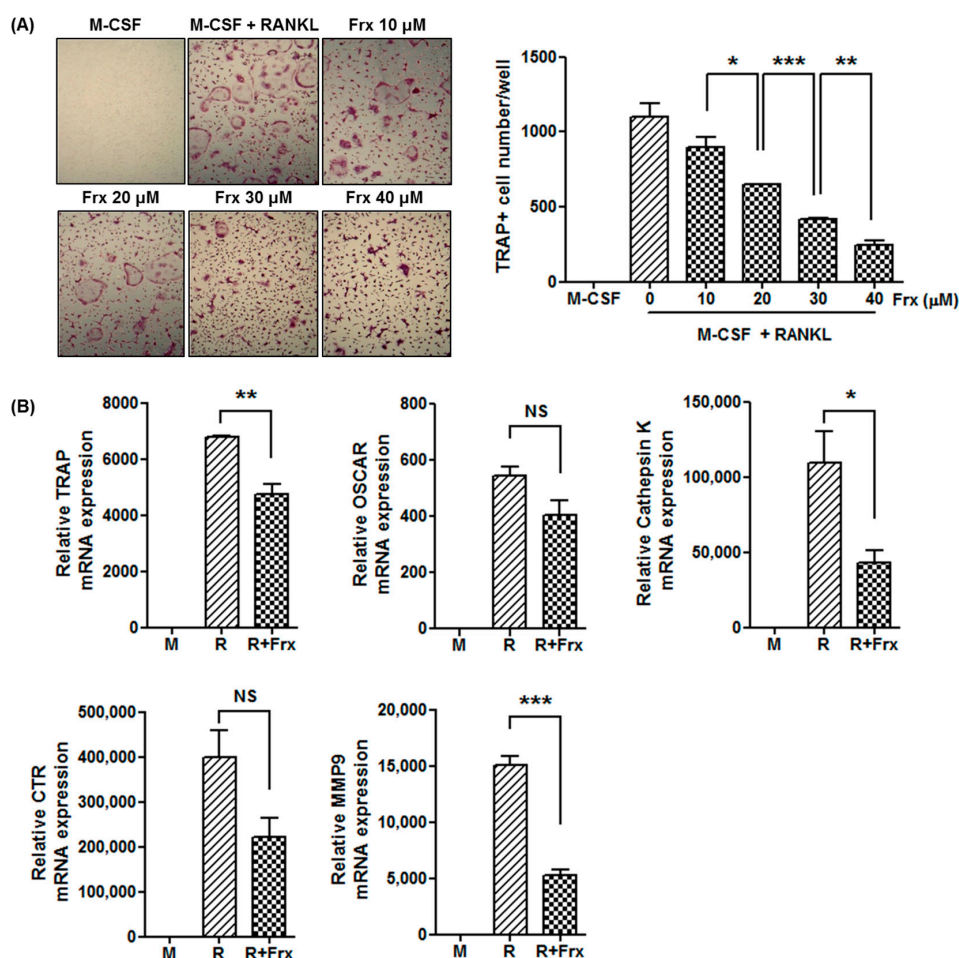 (A)
M-CSF M-CSF + RANKL Frx 10 µM
Frx 20 µM Frx 30 µM Frx 40 µM
TRAP+ cell number/well
1500
1000
500
0
* *** **
M-CSF 0 10 20 30 40 Frx (µM)
M-CSF + RANKL
(B)
Relative TRAP
mRNA expression
8000
6000
4000
2000
0
**
M R R+Frx
Relative OSCAR
mRNA expression
800
600
400
200
0
NS
M R R+Frx
Relative Cathepsin K
mRNA expression
150,000
100,000
50,000
0
*
M R R+Frx
Relative CTR
mRNA expression
500,000
400,000
300,000
200,000
100,000
0
NS
M R R+Frx
Relative MMP9
mRNA expression
20,000
15,000
10,000
5,000
0
***
M R R+Frx